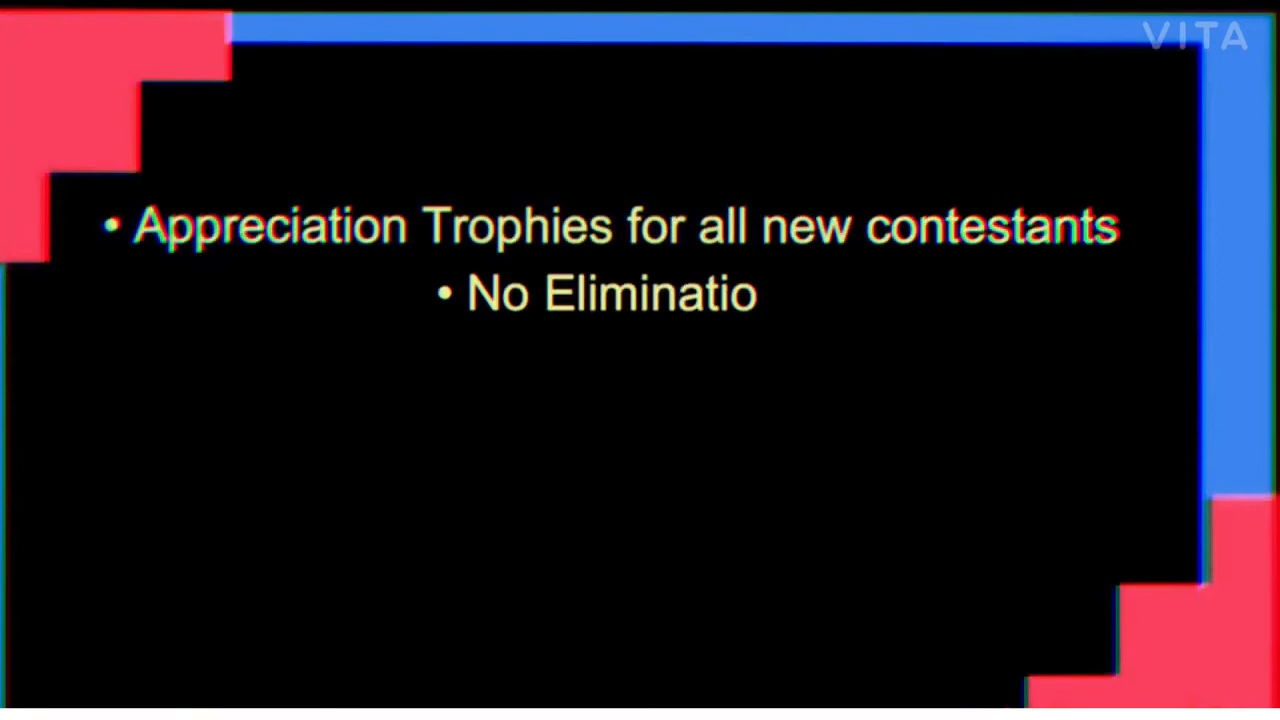 VITA
• Appreciation Trophies for all new contestants
• No Eliminatio